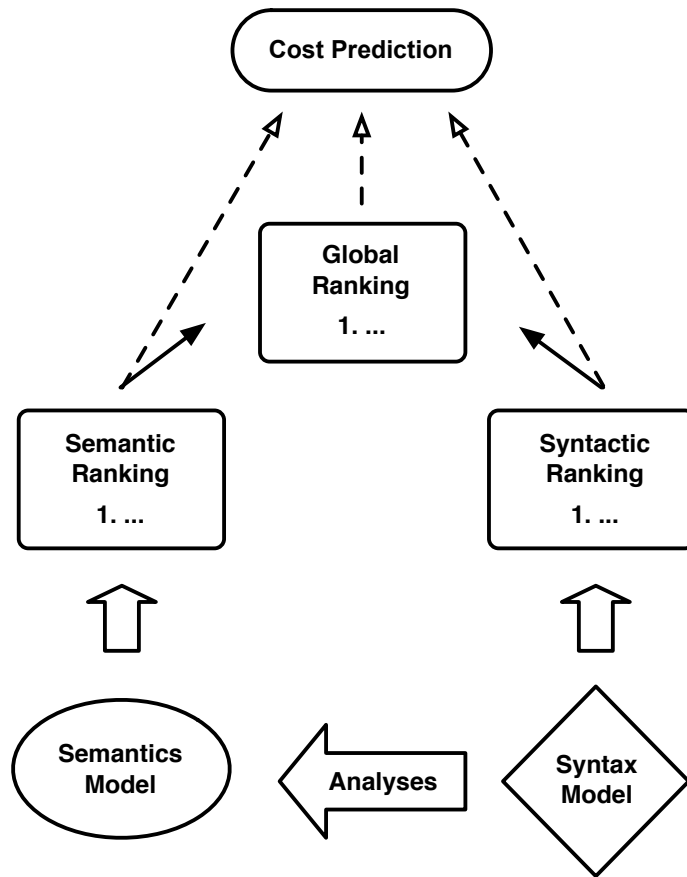 Cost Prediction
Global
Ranking
1. ...
Semantic
Ranking
1. ...
Syntactic
Ranking
1. ...
Semantics
Model
Analyses
Syntax
Model